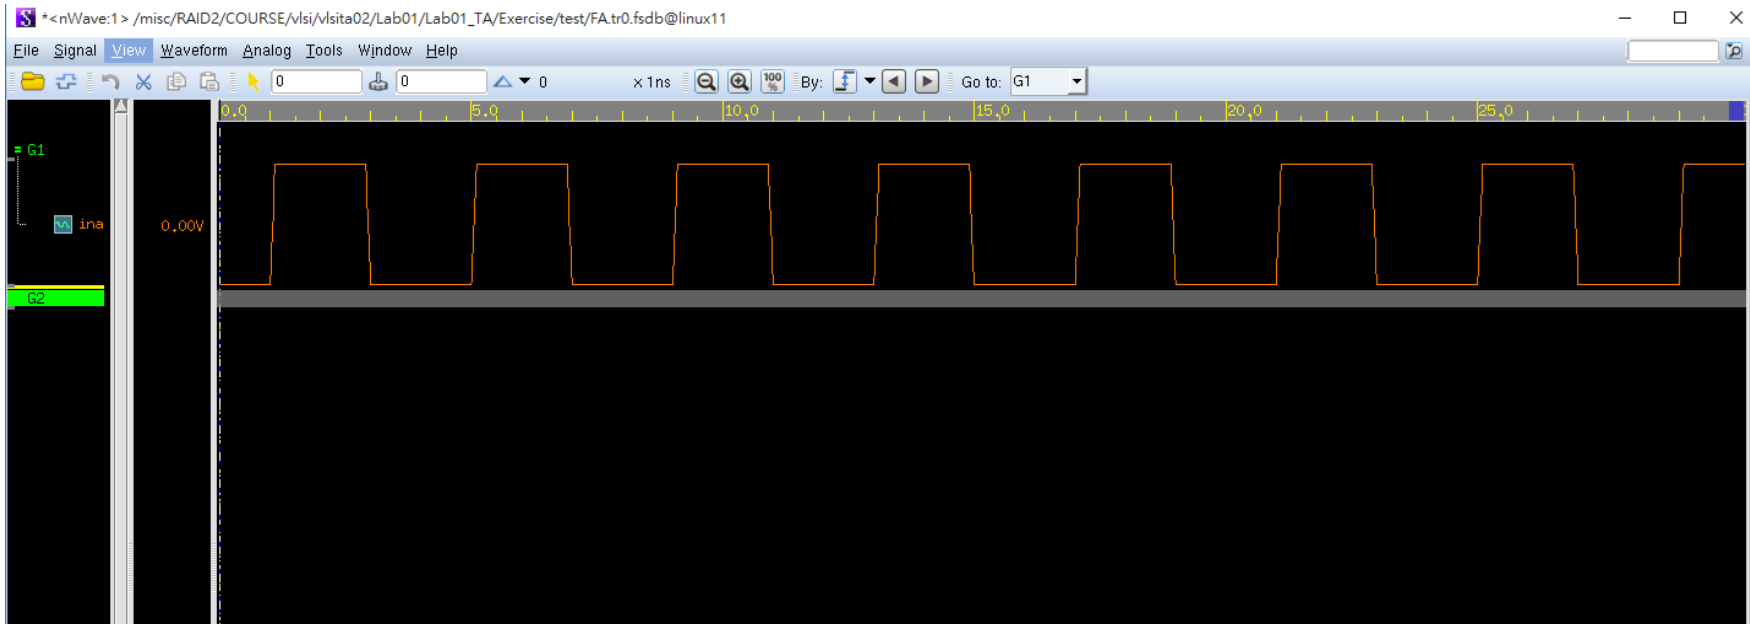 *<nWave:1> /misc/RAID2/COURSE/vlsi/vlsita02/Lab01/Lab01_TA/Exercise/test/FA.tr0.fsdb@linux11
File Signal View Waveform Analog Tools Window Help
0 0 0 x 1ns 100 % By: Go to: G1
0.0 5.0 10.0 15.0 20.0 25.0
G1
ina 0.00V
G2